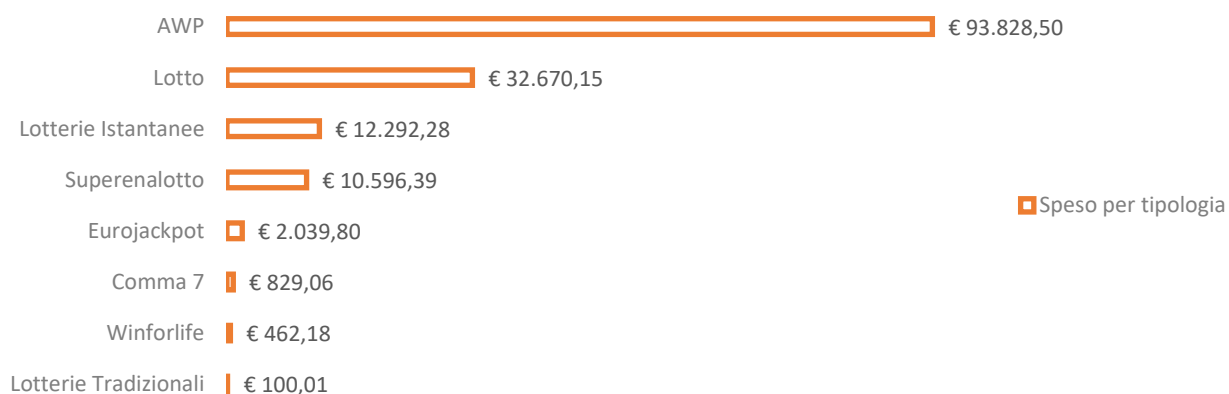 AWP € 93.828,50
Lotto € 32.670,15
Lotterie Istantanee € 12.292,28
Superenalotto € 10.596,39
Speso per tipologia
Eurojackpot € 2.039,80
Comma 7 € 829,06
Winforlife € 462,18
Lotterie Tradizionali € 100,01